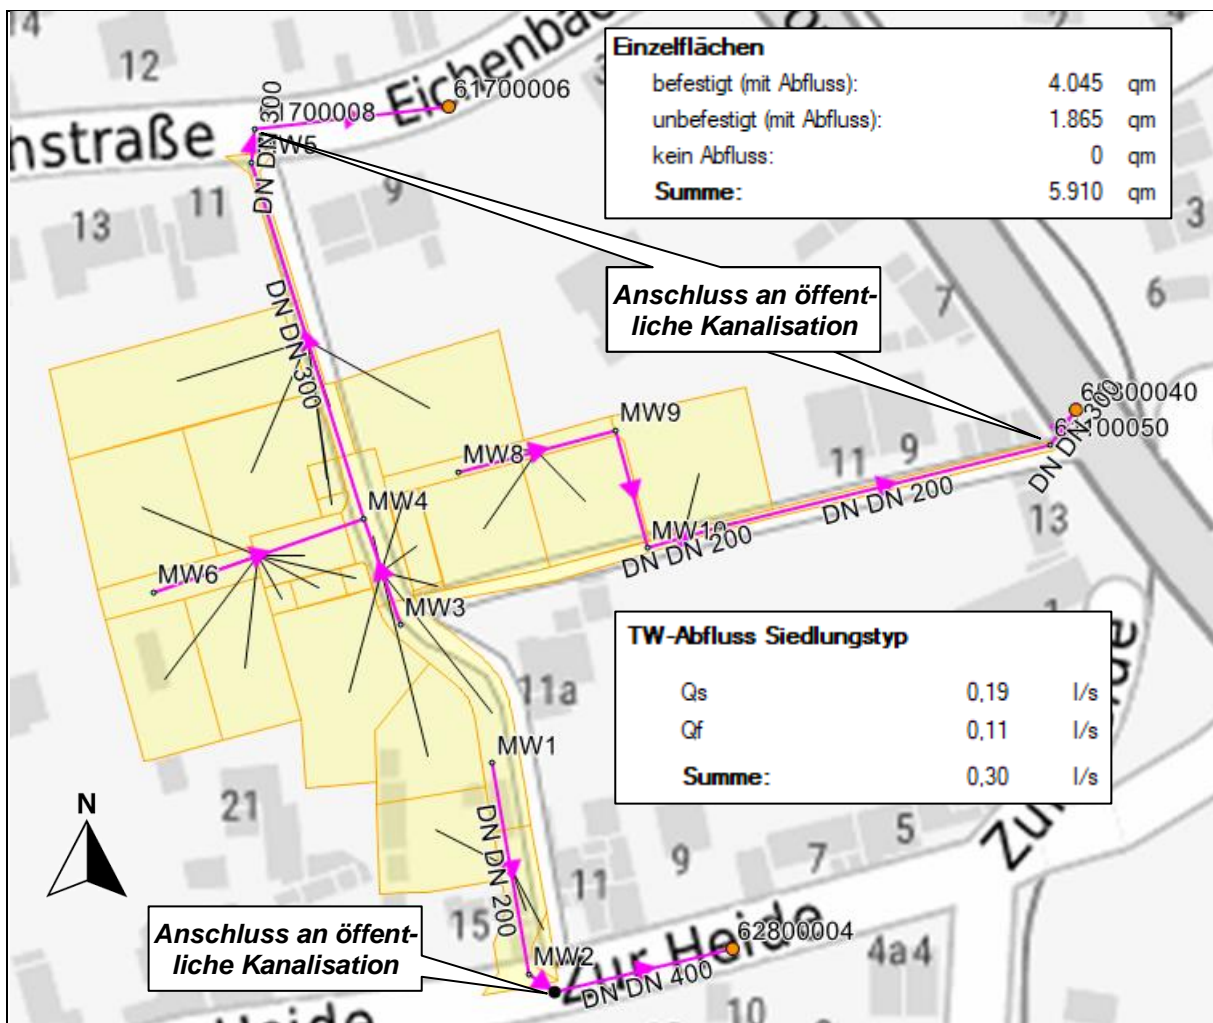 14
12
nstraße
Eichenba
61700006
300
1700008
MW5
DN DN
11
13
9
DN DN 300
Einzelflächen
befestigt (mit Abfluss): 4.045 qm
unbefestigt (mit Abfluss): 1.865 qm
kein Abfluss: 0 qm
Summe: 5.910 qm
3
6
7
Anschluss an öffent-
liche Kanalisation
MW9
MW8
MW10
MW4
MW6
MW3
DN DN 200
DN DN 200
11
9
DN DN 300
13
1
TW-Abfluss Siedlungstyp
Qs 0,19 l/s
Qf 0,11 l/s
Summe: 0,30 l/s
11a
MW1
DN DN 200
21
N
9
7
5
11
15
Zur
Anschluss an öffent-
liche Kanalisation
MW2
Zur Heide
62800004
DN DN 400
4a4
10
Heide